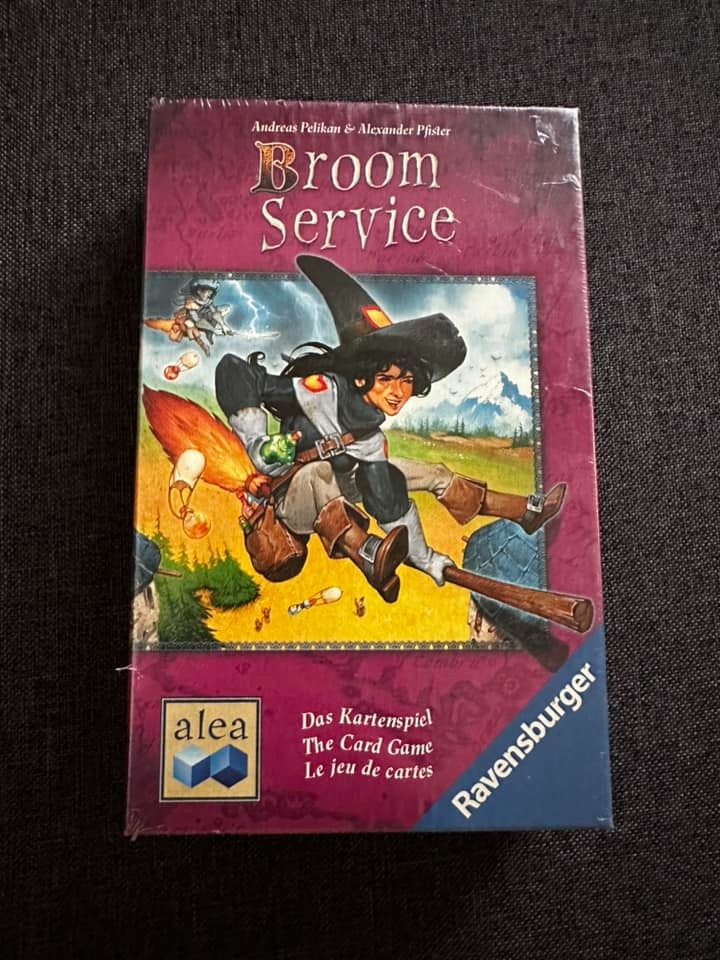 Andreas Pelikan & Alexander Pfister
Broom
Service
alea
Das Kartenspiel
The Card Game
Le jeu de cartes
Ravensburger